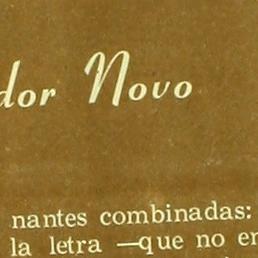 dor Novo
nantes combinadas:
la letra —que no en